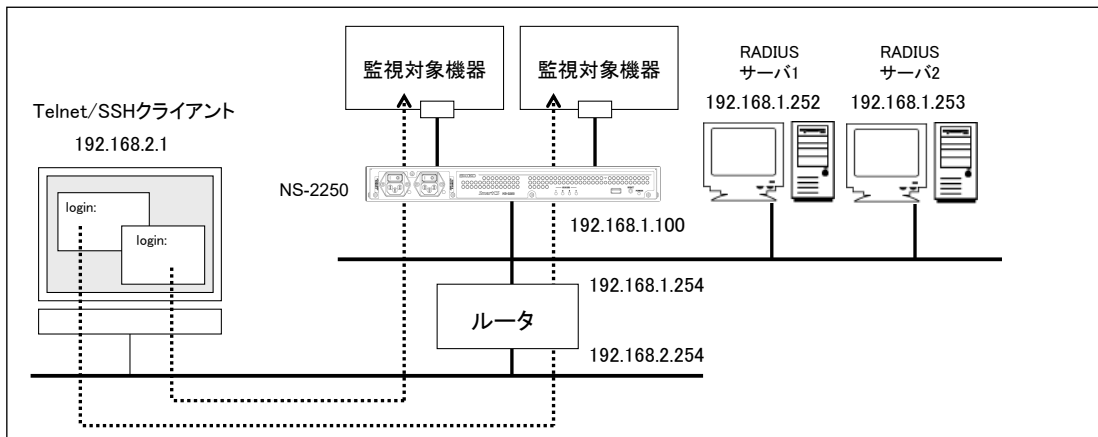 監視対象機器
監視対象機器
RADIUS
サーバ1
192.168.1.252
RADIUS
サーバ2
192.168.1.253
Telnet/SSHクライアント
192.168.2.1
login:
login:
NS-2250
192.168.1.100
192.168.1.254
ルータ
192.168.2.254